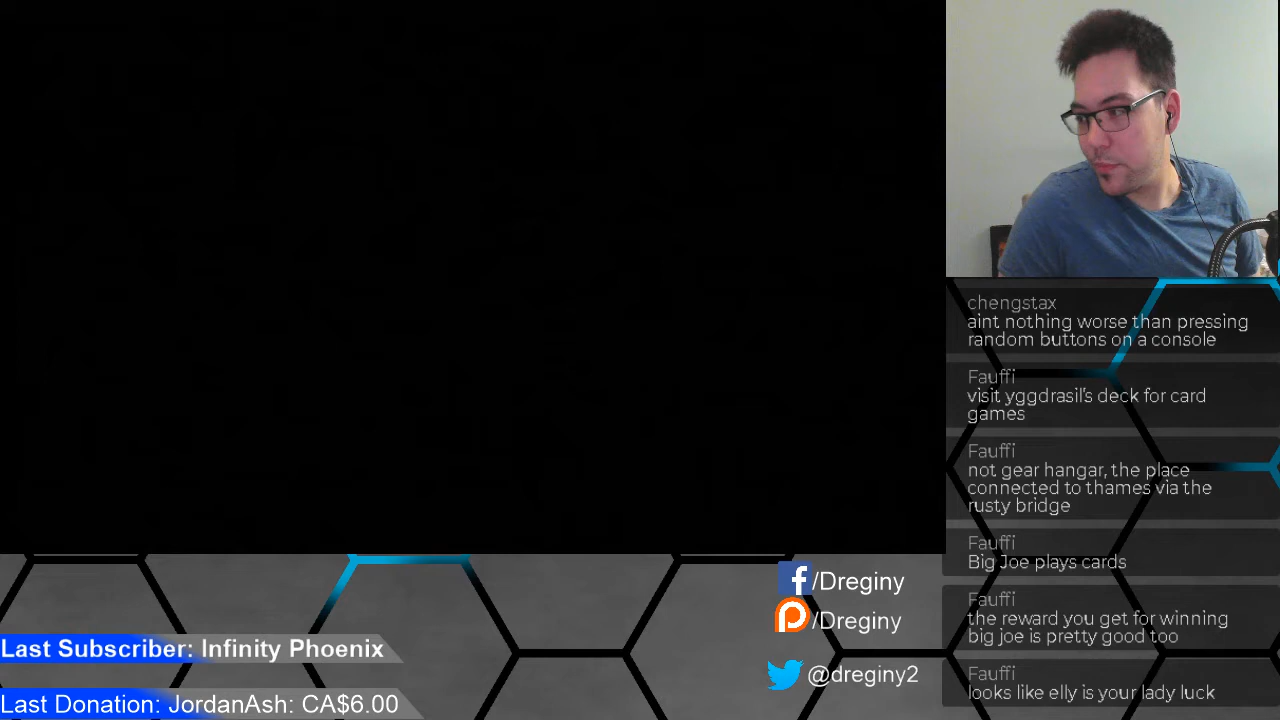 chengstax
aint nothing worse than pressing
random buttons on a console
Fauffi
visit yggdrasil's deck for card
games
Fauffi
not gear hangar, the place
connected to thames via the
rusty bridge
Fauffi
Big Joe plays cards
Fauffi
the reward you get for winning
big joe is pretty good too
Fauffi
looks like elly is your lady luck
/Dreginy
/Dreginy
@dreginy2
Last Subscriber: Infinity Phoenix
Last Donation: JordanAsh: CA$6.00